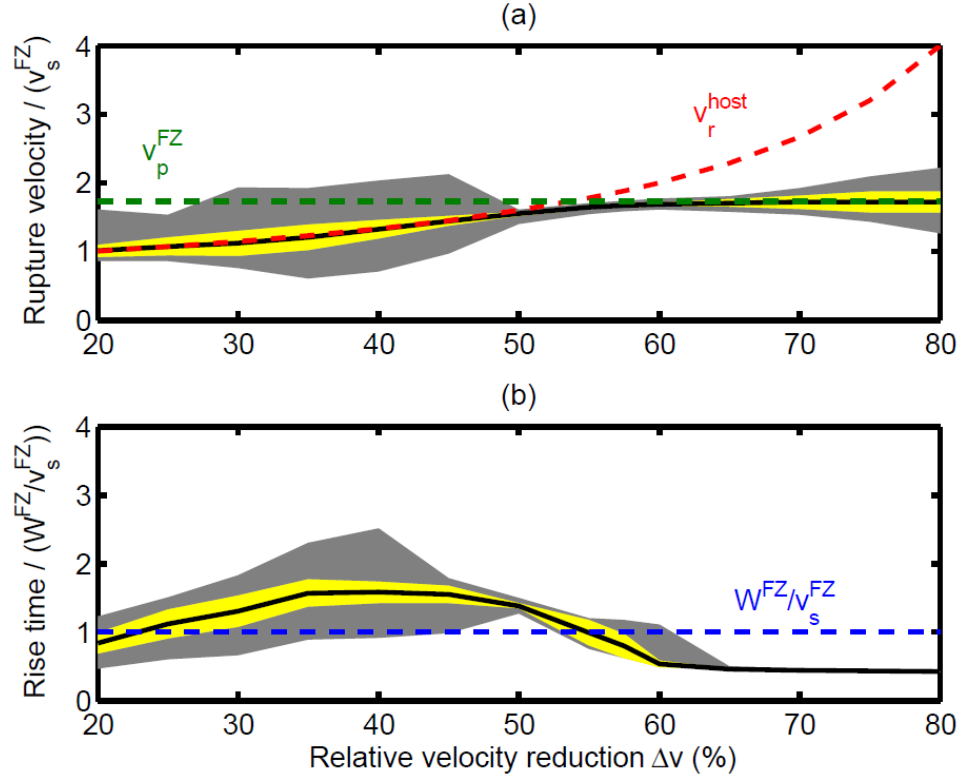 (a)
Rupture velocity / (v_s^FZ)
4
3
2
1
0
v_p^FZ
v_r^host
20 30 40 50 60 70 80
(b)
Rise time / (W^FZ/v_s^FZ))
4
3
2
1
0
W^FZ/v_s^FZ
20 30 40 50 60 70 80
Relative velocity reduction Δv (%)